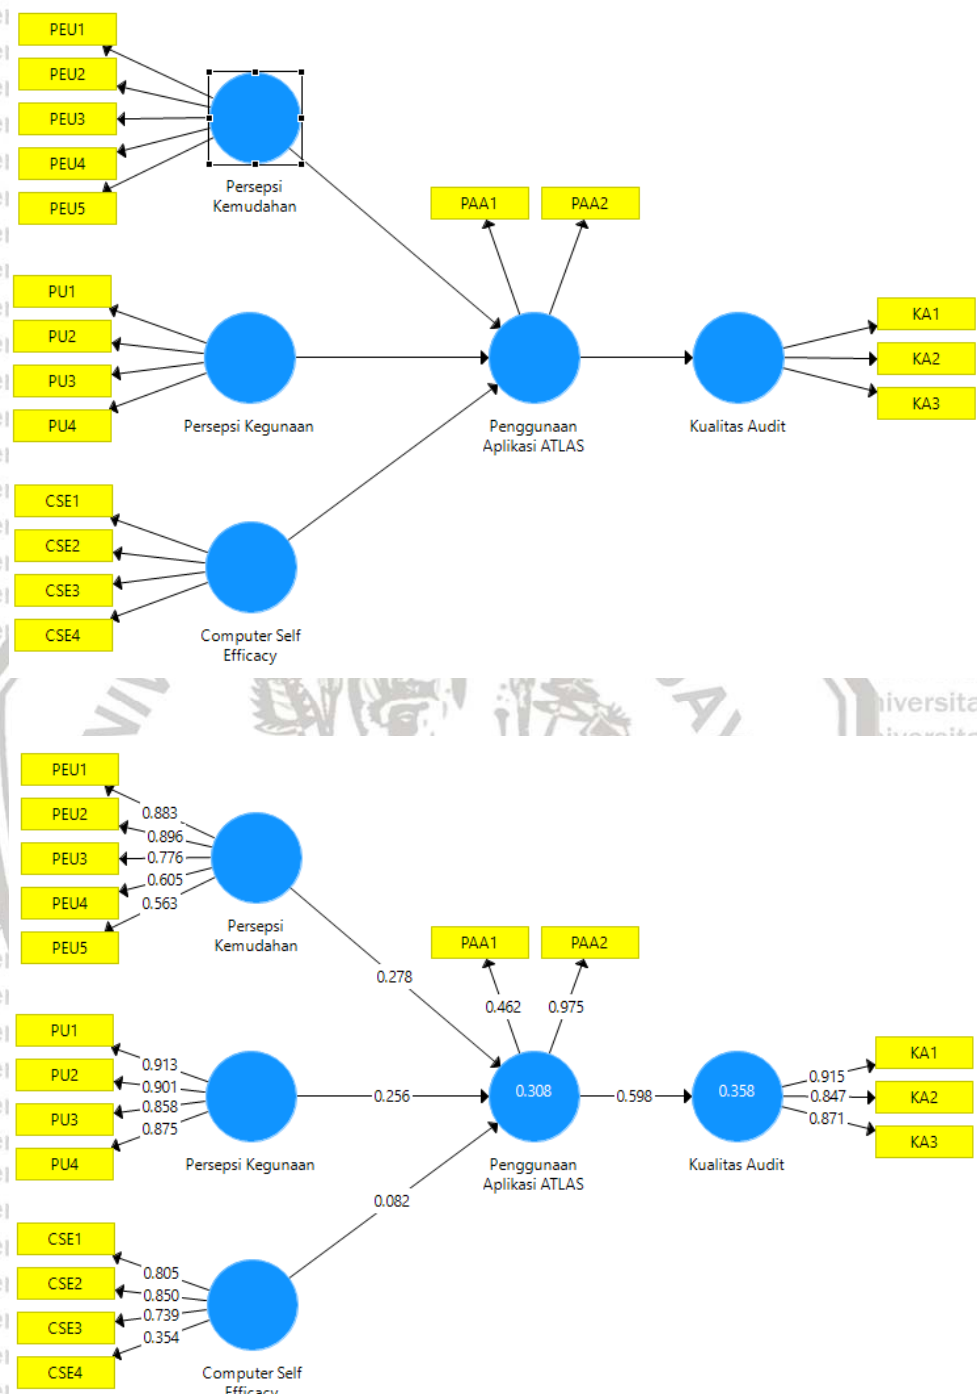 PEU1
PEU2
PEU3
PEU4
PEU5
Persepsi
Kemudahan
PAA1
PAA2
PU1
PU2
PU3
PU4
Persepsi Kegunaan
Penggunaan
Aplikasi ATLAS
Kualitas Audit
KA1
KA2
KA3
CSE1
CSE2
CSE3
CSE4
Computer Self
Efficacy
PEU1
PEU2
PEU3
PEU4
PEU5
0.883
0.896
0.776
0.605
0.563
Persepsi
Kemudahan
0.278
PAA1
PAA2
0.462
0.975
PU1
PU2
PU3
PU4
0.913
0.901
0.858
0.875
Persepsi Kegunaan
0.256
0.308
Penggunaan
Aplikasi ATLAS
0.598
0.358
Kualitas Audit
0.915
0.847
0.871
KA1
KA2
KA3
0.082
CSE1
CSE2
CSE3
CSE4
0.805
0.850
0.739
0.354
Computer Self
Efficacy